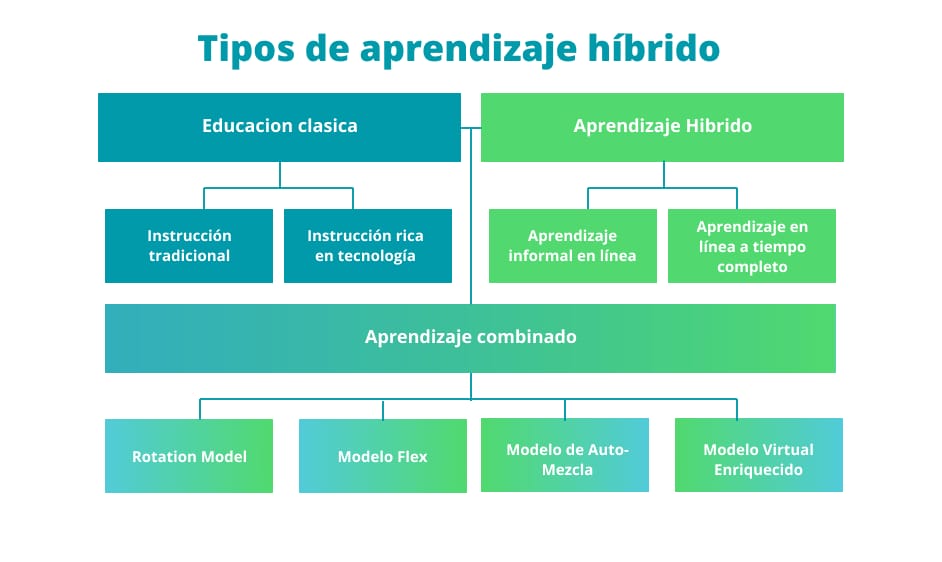 Tipos de aprendizaje híbrido
Educacion clasica
Aprendizaje Hibrido
Instrucción
tradicional
Instrucción rica
en tecnología
Aprendizaje
informal en línea
Aprendizaje en
línea a tiempo
completo
Aprendizaje combinado
Rotation Model
Modelo Flex
Modelo de Auto-
Mezcla
Modelo Virtual
Enriquecido